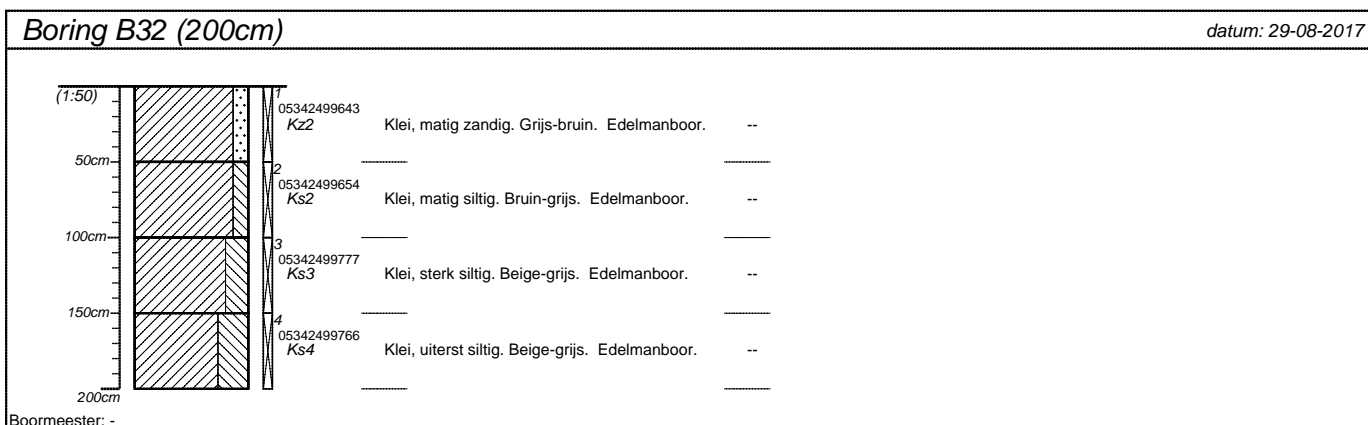 Boring B32 (200cm) datum: 29-08-2017
(1:50)
1
05342499643
Kz2 Klei, matig zandig. Grijs-bruin. Edelmanboor. --
50cm
2
05342499654
Ks2 Klei, matig siltig. Bruin-grijs. Edelmanboor. --
100cm
3
05342499777
Ks3 Klei, sterk siltig. Beige-grijs. Edelmanboor. --
150cm
4
05342499766
Ks4 Klei, uiterst siltig. Beige-grijs. Edelmanboor. --
200cm
Boormeester: -